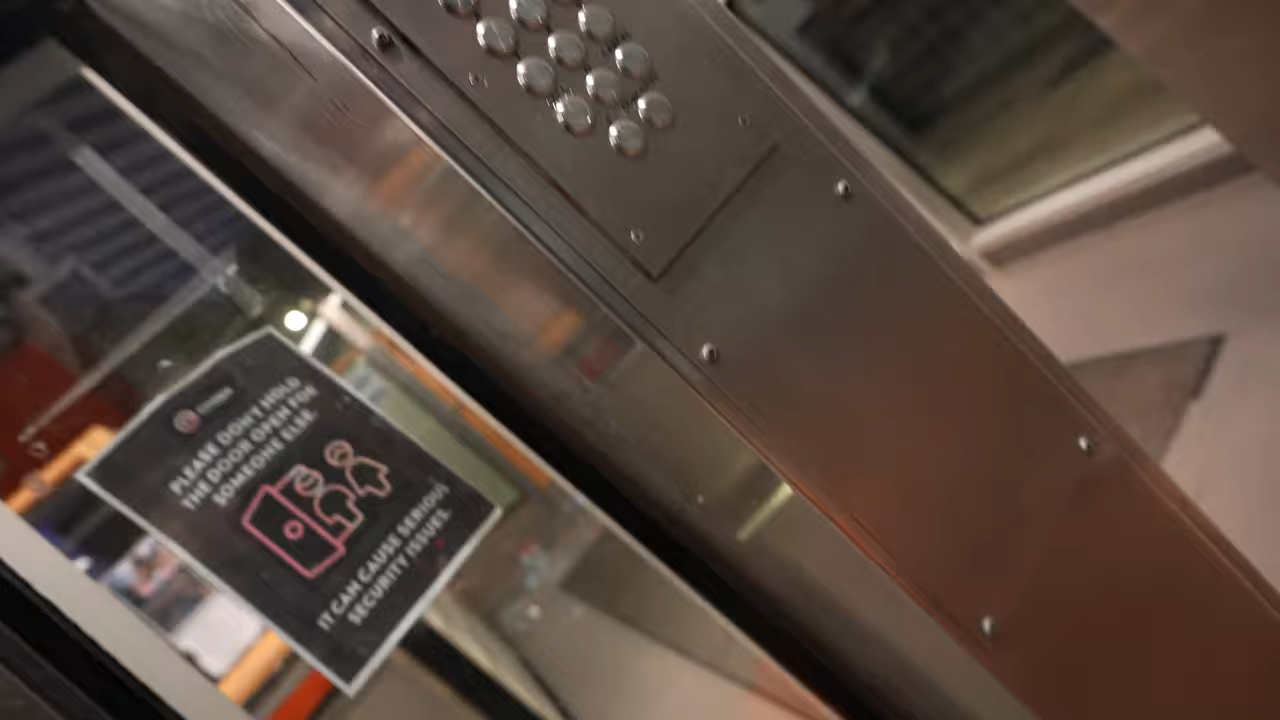 PLEASE DON'T HOLD
THE DOOR OPEN FOR
SOMEONE ELSE.
IT CAN CAUSE SERIOUS
SECURITY ISSUES.